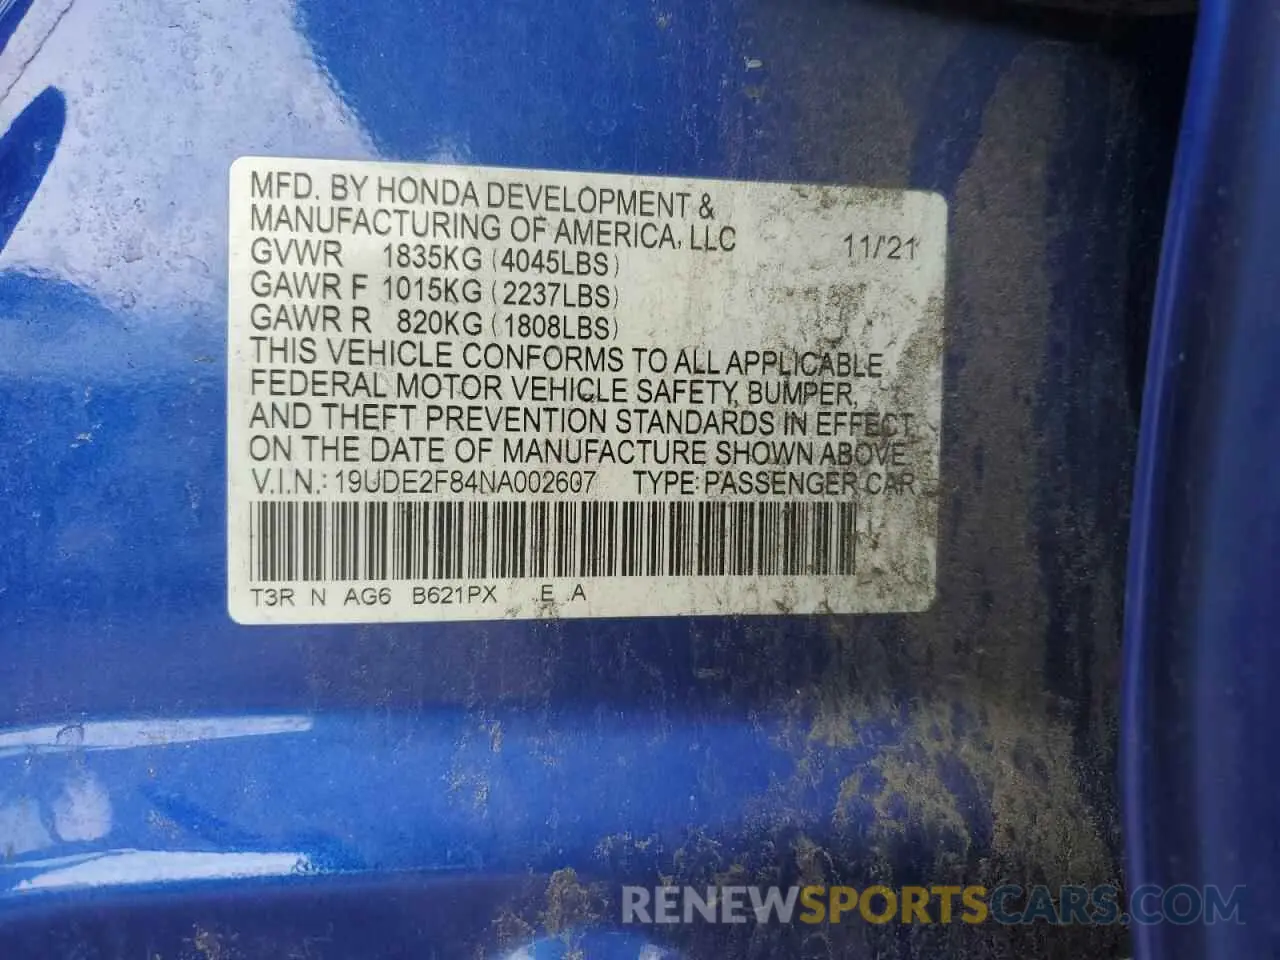 MFD. BY HONDA DEVELOPMENT &
MANUFACTURING OF AMERICA, LLC 11/'21
GVWR 1835KG (4045LBS)
GAWR F 1015KG (2237LBS)
GAWR R 820KG (1808LBS)
THIS VEHICLE CONFORMS TO ALL APPLICABLE
FEDERAL MOTOR VEHICLE SAFETY, BUMPER,
AND THEFT PREVENTION STANDARDS IN EFFECT
ON THE DATE OF MANUFACTURE SHOWN ABOVE
V.I.N.: 19UDE2F84NA002607 TYPE: PASSENGER CAR
T3R N AG6 B621PX E A
RENEWSPORTSCARS.COM